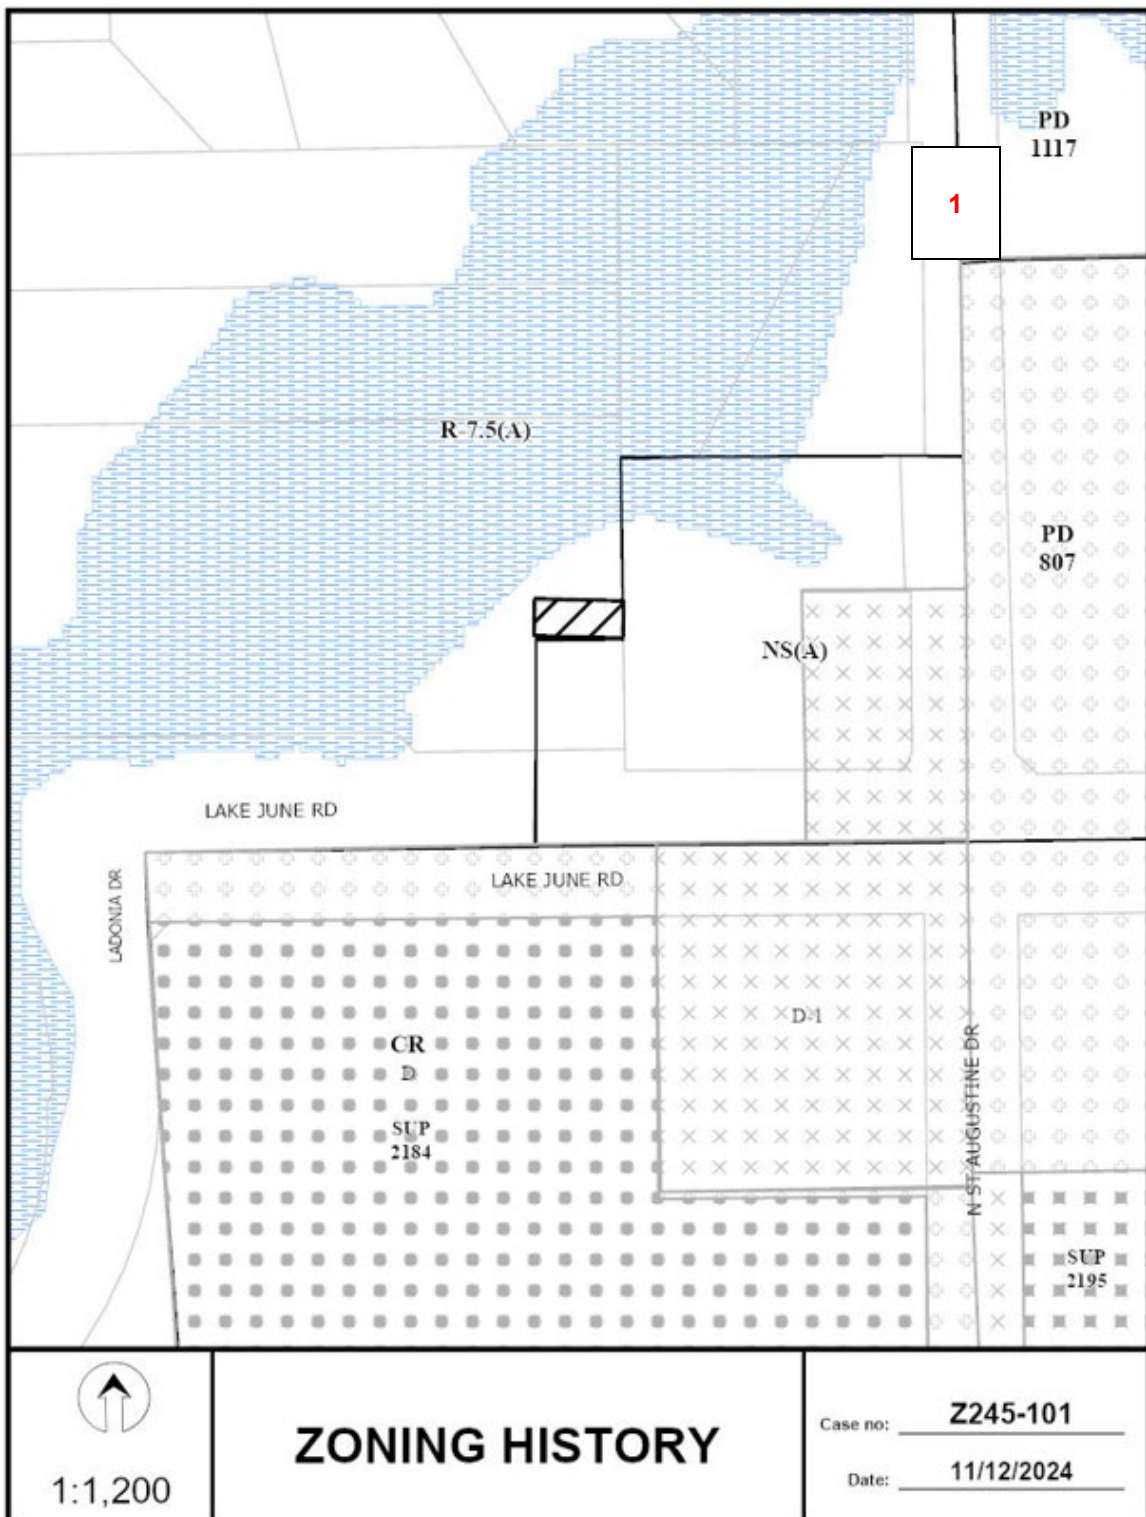 PD
1117
1
R-7.5(A)
PD
807
NS(A)
LAKE JUNE RD
LAKE JUNE RD
LADONIA DR
D-1
CR
D
SUP
2184
N ST AUGUSTINE DR
SUP
2195
1:1,200
ZONING HISTORY
Case no: Z245-101
Date: 11/12/2024